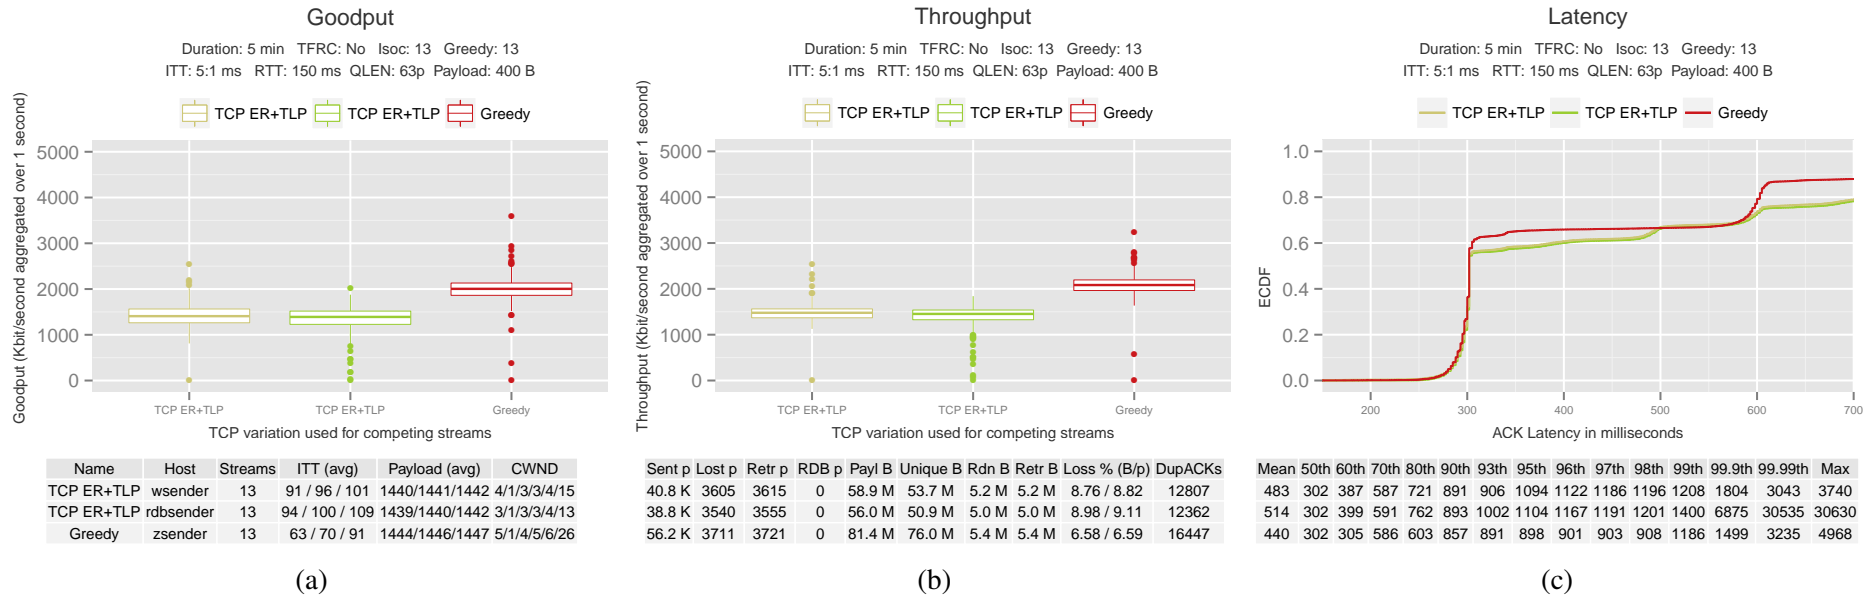 Goodput
Duration: 5 min TFRC: No Isoc: 13 Greedy: 13
ITT: 5:1 ms RTT: 150 ms QLEN: 63p Payload: 400 B
TCP ER+TLP TCP ER+TLP Greedy
Goodput (Kbit/second aggregated over 1 second)
5000
4000
3000
2000
1000
0
TCP ER+TLP TCP ER+TLP Greedy
TCP variation used for competing streams
Name Host Streams ITT (avg) Payload (avg) CWND
TCP ER+TLP wsender 13 91 / 96 / 101 1440/1441/1442 4/1/3/3/4/15
TCP ER+TLP rdbsender 13 94 / 100 / 109 1439/1440/1442 3/1/3/3/4/13
Greedy zsender 13 63 / 70 / 91 1444/1446/1447 5/1/4/5/6/26
(a)
Throughput
Duration: 5 min TFRC: No Isoc: 13 Greedy: 13
ITT: 5:1 ms RTT: 150 ms QLEN: 63p Payload: 400 B
TCP ER+TLP TCP ER+TLP Greedy
Throughput (Kbit/second aggregated over 1 second)
5000
4000
3000
2000
1000
0
TCP ER+TLP TCP ER+TLP Greedy
TCP variation used for competing streams
Sent p Lost p Retr p RDB p Payl B Unique B Rdn B Retr B Loss % (B/p) DupACKs
40.8 K 3605 3615 0 58.9 M 53.7 M 5.2 M 5.2 M 8.76 / 8.82 12807
38.8 K 3540 3555 0 56.0 M 50.9 M 5.0 M 5.0 M 8.98 / 9.11 12362
56.2 K 3711 3721 0 81.4 M 76.0 M 5.4 M 5.4 M 6.58 / 6.59 16447
(b)
Latency
Duration: 5 min TFRC: No Isoc: 13 Greedy: 13
ITT: 5:1 ms RTT: 150 ms QLEN: 63p Payload: 400 B
TCP ER+TLP TCP ER+TLP Greedy
ECDF
1.0
0.8
0.6
0.4
0.2
0.0
200 300 400 500 600 700
ACK Latency in milliseconds
Mean 50th 60th 70th 80th 90th 93th 95th 96th 97th 98th 99th 99.9th 99.99th Max
483 302 387 587 721 891 906 1094 1122 1186 1196 1208 1804 3043 3740
514 302 399 591 762 893 1002 1104 1167 1191 1201 1400 6875 30535 30630
440 302 305 586 603 857 891 898 901 903 908 1186 1499 3235 4968
(c)